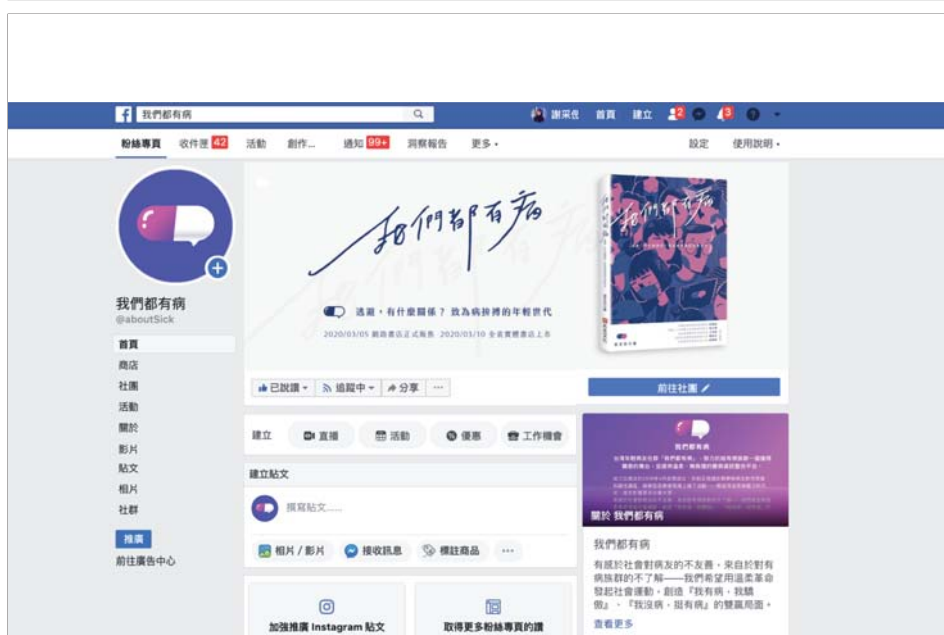 我們都有病
謝采倪 首頁 建立 2 3
粉絲專頁 收件匣 42 活動 創作... 通知 99+ 洞察報告 更多
設定 使用說明
我們都有病
逃避，有什麼關係？ 致為病拚搏的年輕世代
2020/03/05 網路書店正式販售 2020/03/10 全臺實體書店上市
我們都有病
我們都有病
@aboutSick
首頁
商店
社團
活動
關於
影片
貼文
相片
社群
推廣
前往廣告中心
已說讚 追蹤中 分享 ...
前往社團
建立 直播 活動 優惠 工作機會
建立貼文
撰寫貼文......
相片 / 影片 接收訊息 標註商品 ...
加強推廣 Instagram 貼文
取得更多粉絲專頁的讚
我們都有病
關於 我們都有病
我們都有病
有感於社會對病友的不友善，來自於對有
病族群的不了解——我們希望用溫柔革命
發起社會運動，創造『我有病，我驕
傲』、『我沒病，挺有病』的雙贏局面。
查看更多